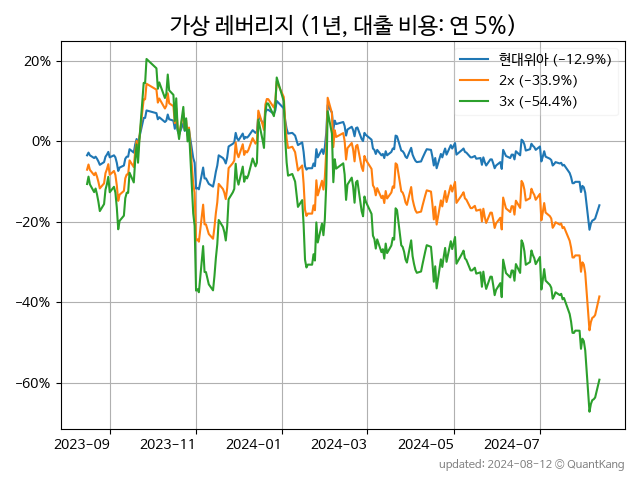 가상 레버리지 (1년, 대출 비용: 연 5%)
현대위아 (−12.9%)
2x (−33.9%)
3x (−54.4%)
20%
0%
−20%
−40%
−60%
2023-09 2023-11 2024-01 2024-03 2024-05 2024-07
updated: 2024-08-12 © QuantKang